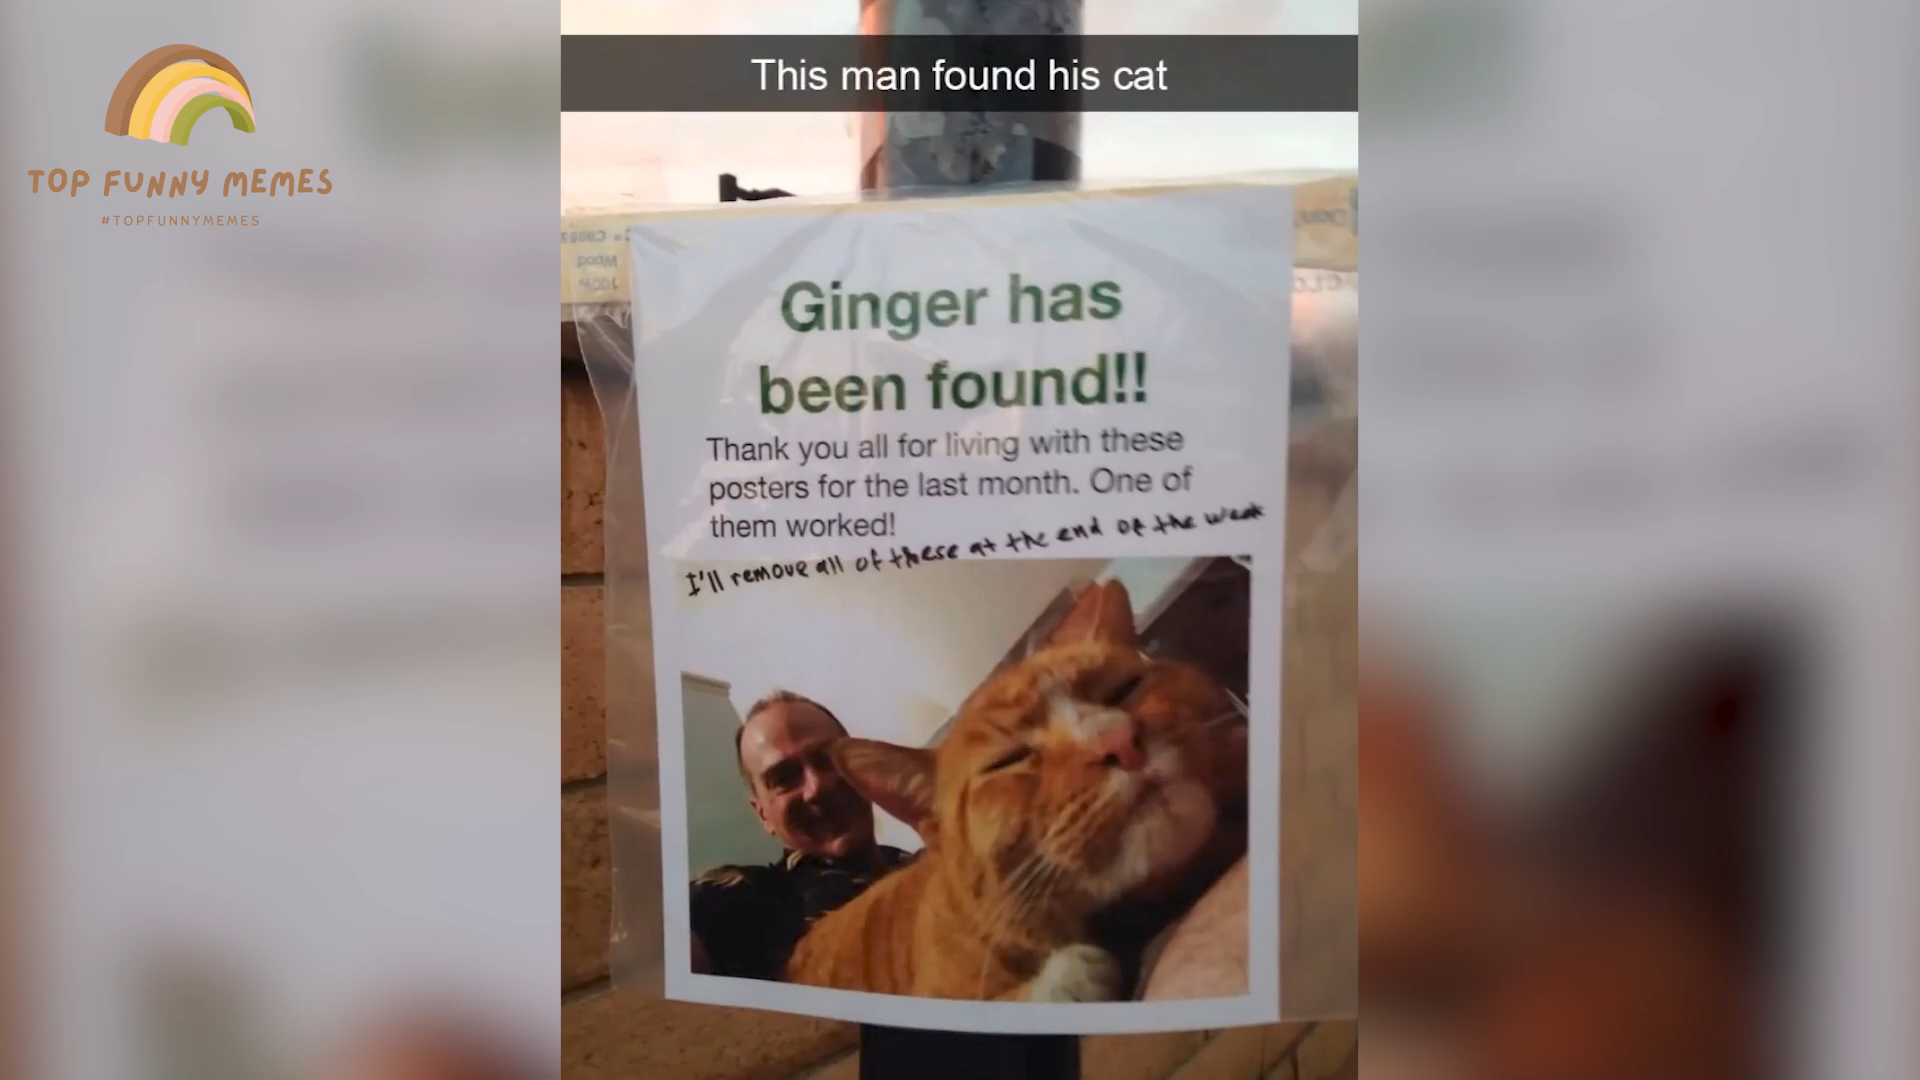 This man found his cat
TOP FUNNY MEMES
#TOPFUNNYMEMES
Ginger has
been found!!
Thank you all for living with these
posters for the last month. One of
them worked!
I'll remove all of these at the end of the week